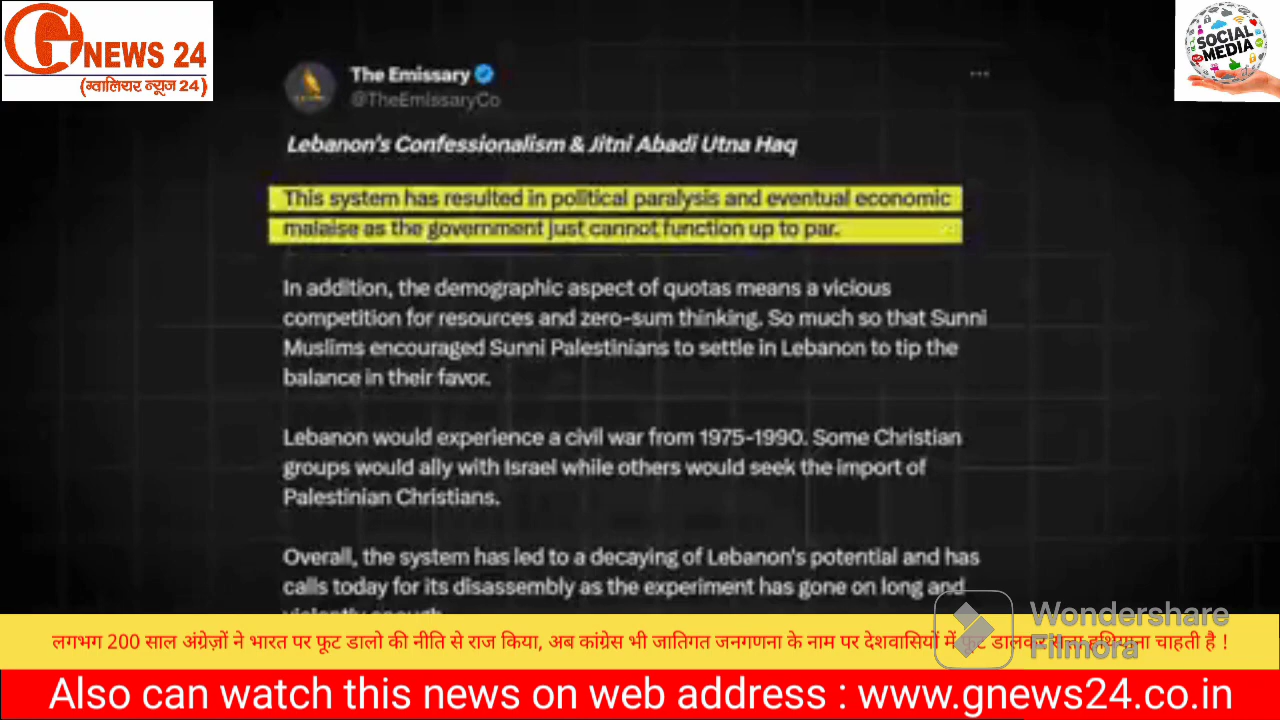 GNEWS 24
(ग्वालियर न्यूज 24)
SOCIAL
MEDIA
The Emissary
@TheEmissaryCo
Lebanon's Confessionalism & Jitni Abadi Utna Haq
This system has resulted in political paralysis and eventual economic
malaise as the government just cannot function up to par.
In addition, the demographic aspect of quotas means a vicious
competition for resources and zero-sum thinking. So much so that Sunni
Muslims encouraged Sunni Palestinians to settle in Lebanon to tip the
balance in their favor.
Lebanon would experience a civil war from 1975-1990. Some Christian
groups would ally with Israel while others would seek the import of
Palestinian Christians.
Overall, the system has led to a decaying of Lebanon's potential and has
calls today for its disassembly as the experiment has gone on long and
Wondershare
Filmora
लगभग 200 साल अंग्रेज़ों ने भारत पर फूट डालो की नीति से राज किया, अब कांग्रेस भी जातिगत जनगणना के नाम पर देशवासियों में फूट डालकर सत्ता हथियाना चाहती है !
Also can watch this news on web address : www.gnews24.co.in